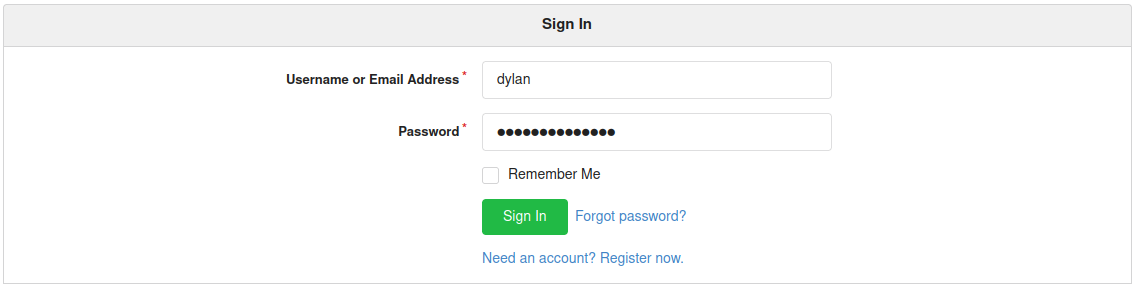 Sign In
Username or Email Address*
dylan
Password*
●●●●●●●●●●●●●●
Remember Me
Sign In Forgot password?
Need an account? Register now.